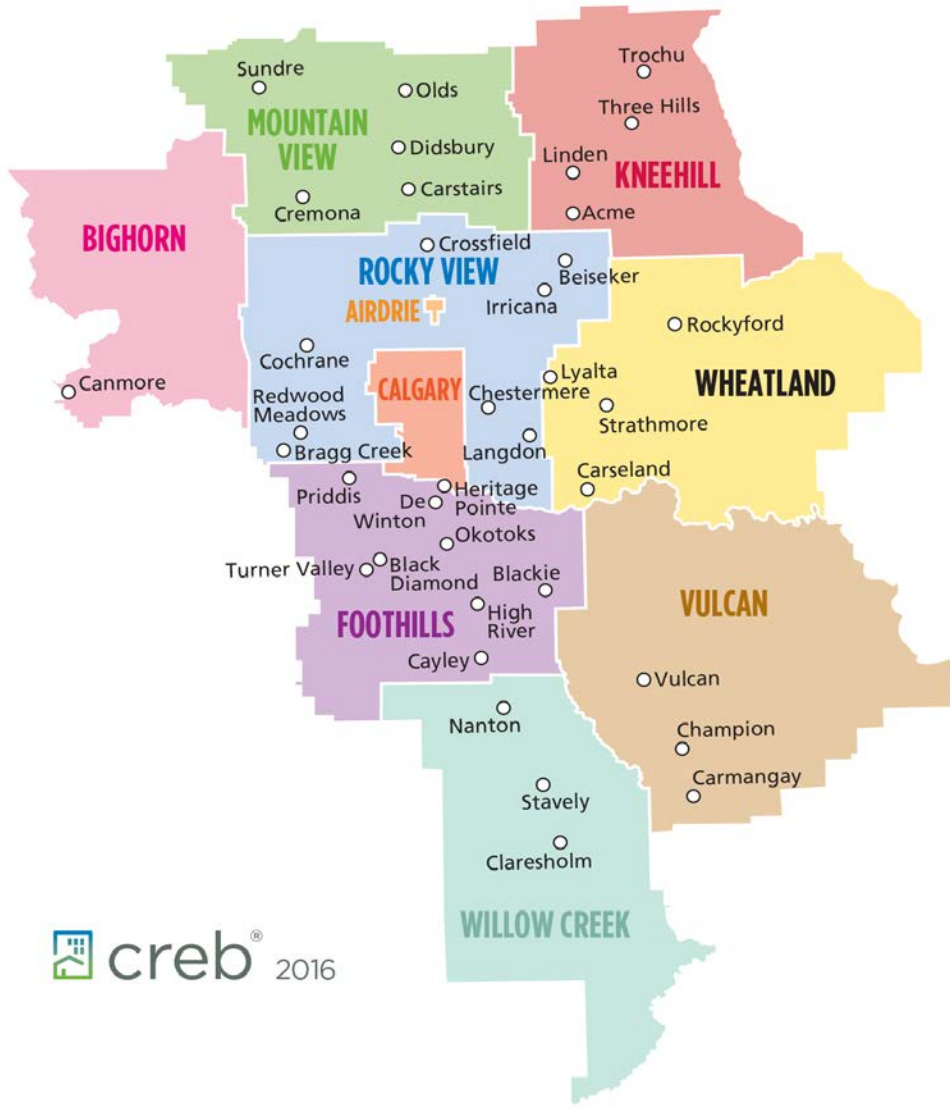 Sundre
Olds
Trochu
Three Hills
MOUNTAIN
VIEW
Didsbury
Linden
KNEEHILL
Carstairs
Cremona
Acme
BIGHORN
Crossfield
ROCKY VIEW
Beiseker
AIRDRIE
Irricana
Rockyford
Cochrane
Canmore
CALGARY
Lyalta
WHEATLAND
Chestermere
Redwood
Meadows
Strathmore
Bragg Creek
Langdon
Carseland
Priddis
Heritage
Pointe
De
Winton
Okotoks
Turner Valley
Black
Diamond
Blackie
VULCAN
FOOTHILLS
High
River
Cayley
Vulcan
Nanton
Champion
Stavely
Carmangay
Claresholm
WILLOW CREEK
creb® 2016